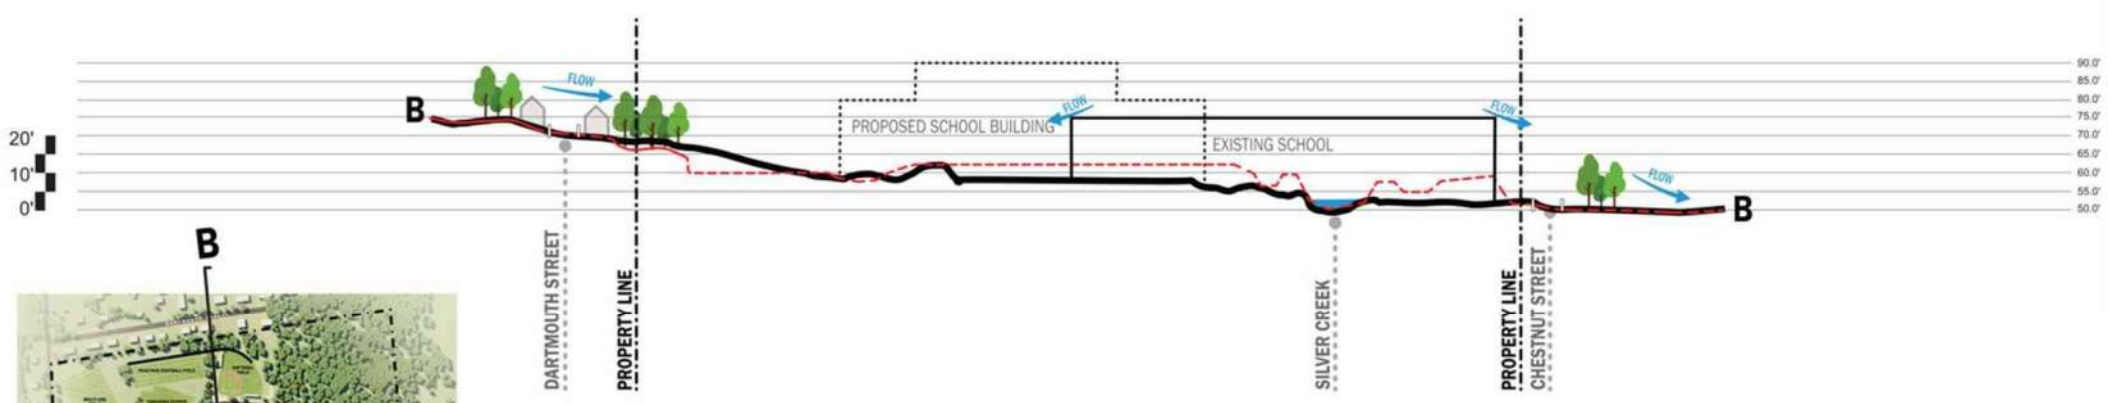 90.0'
85.0'
80.0'
75.0'
70.0'
65.0'
60.0'
55.0'
50.0'
20'
10'
0'
B
FLOW
PROPOSED SCHOOL BUILDING
FLOW
EXISTING SCHOOL
FLOW
FLOW
B
DARTMOUTH STREET
PROPERTY LINE
SILVER CREEK
PROPERTY LINE
CHESTNUT STREET
B